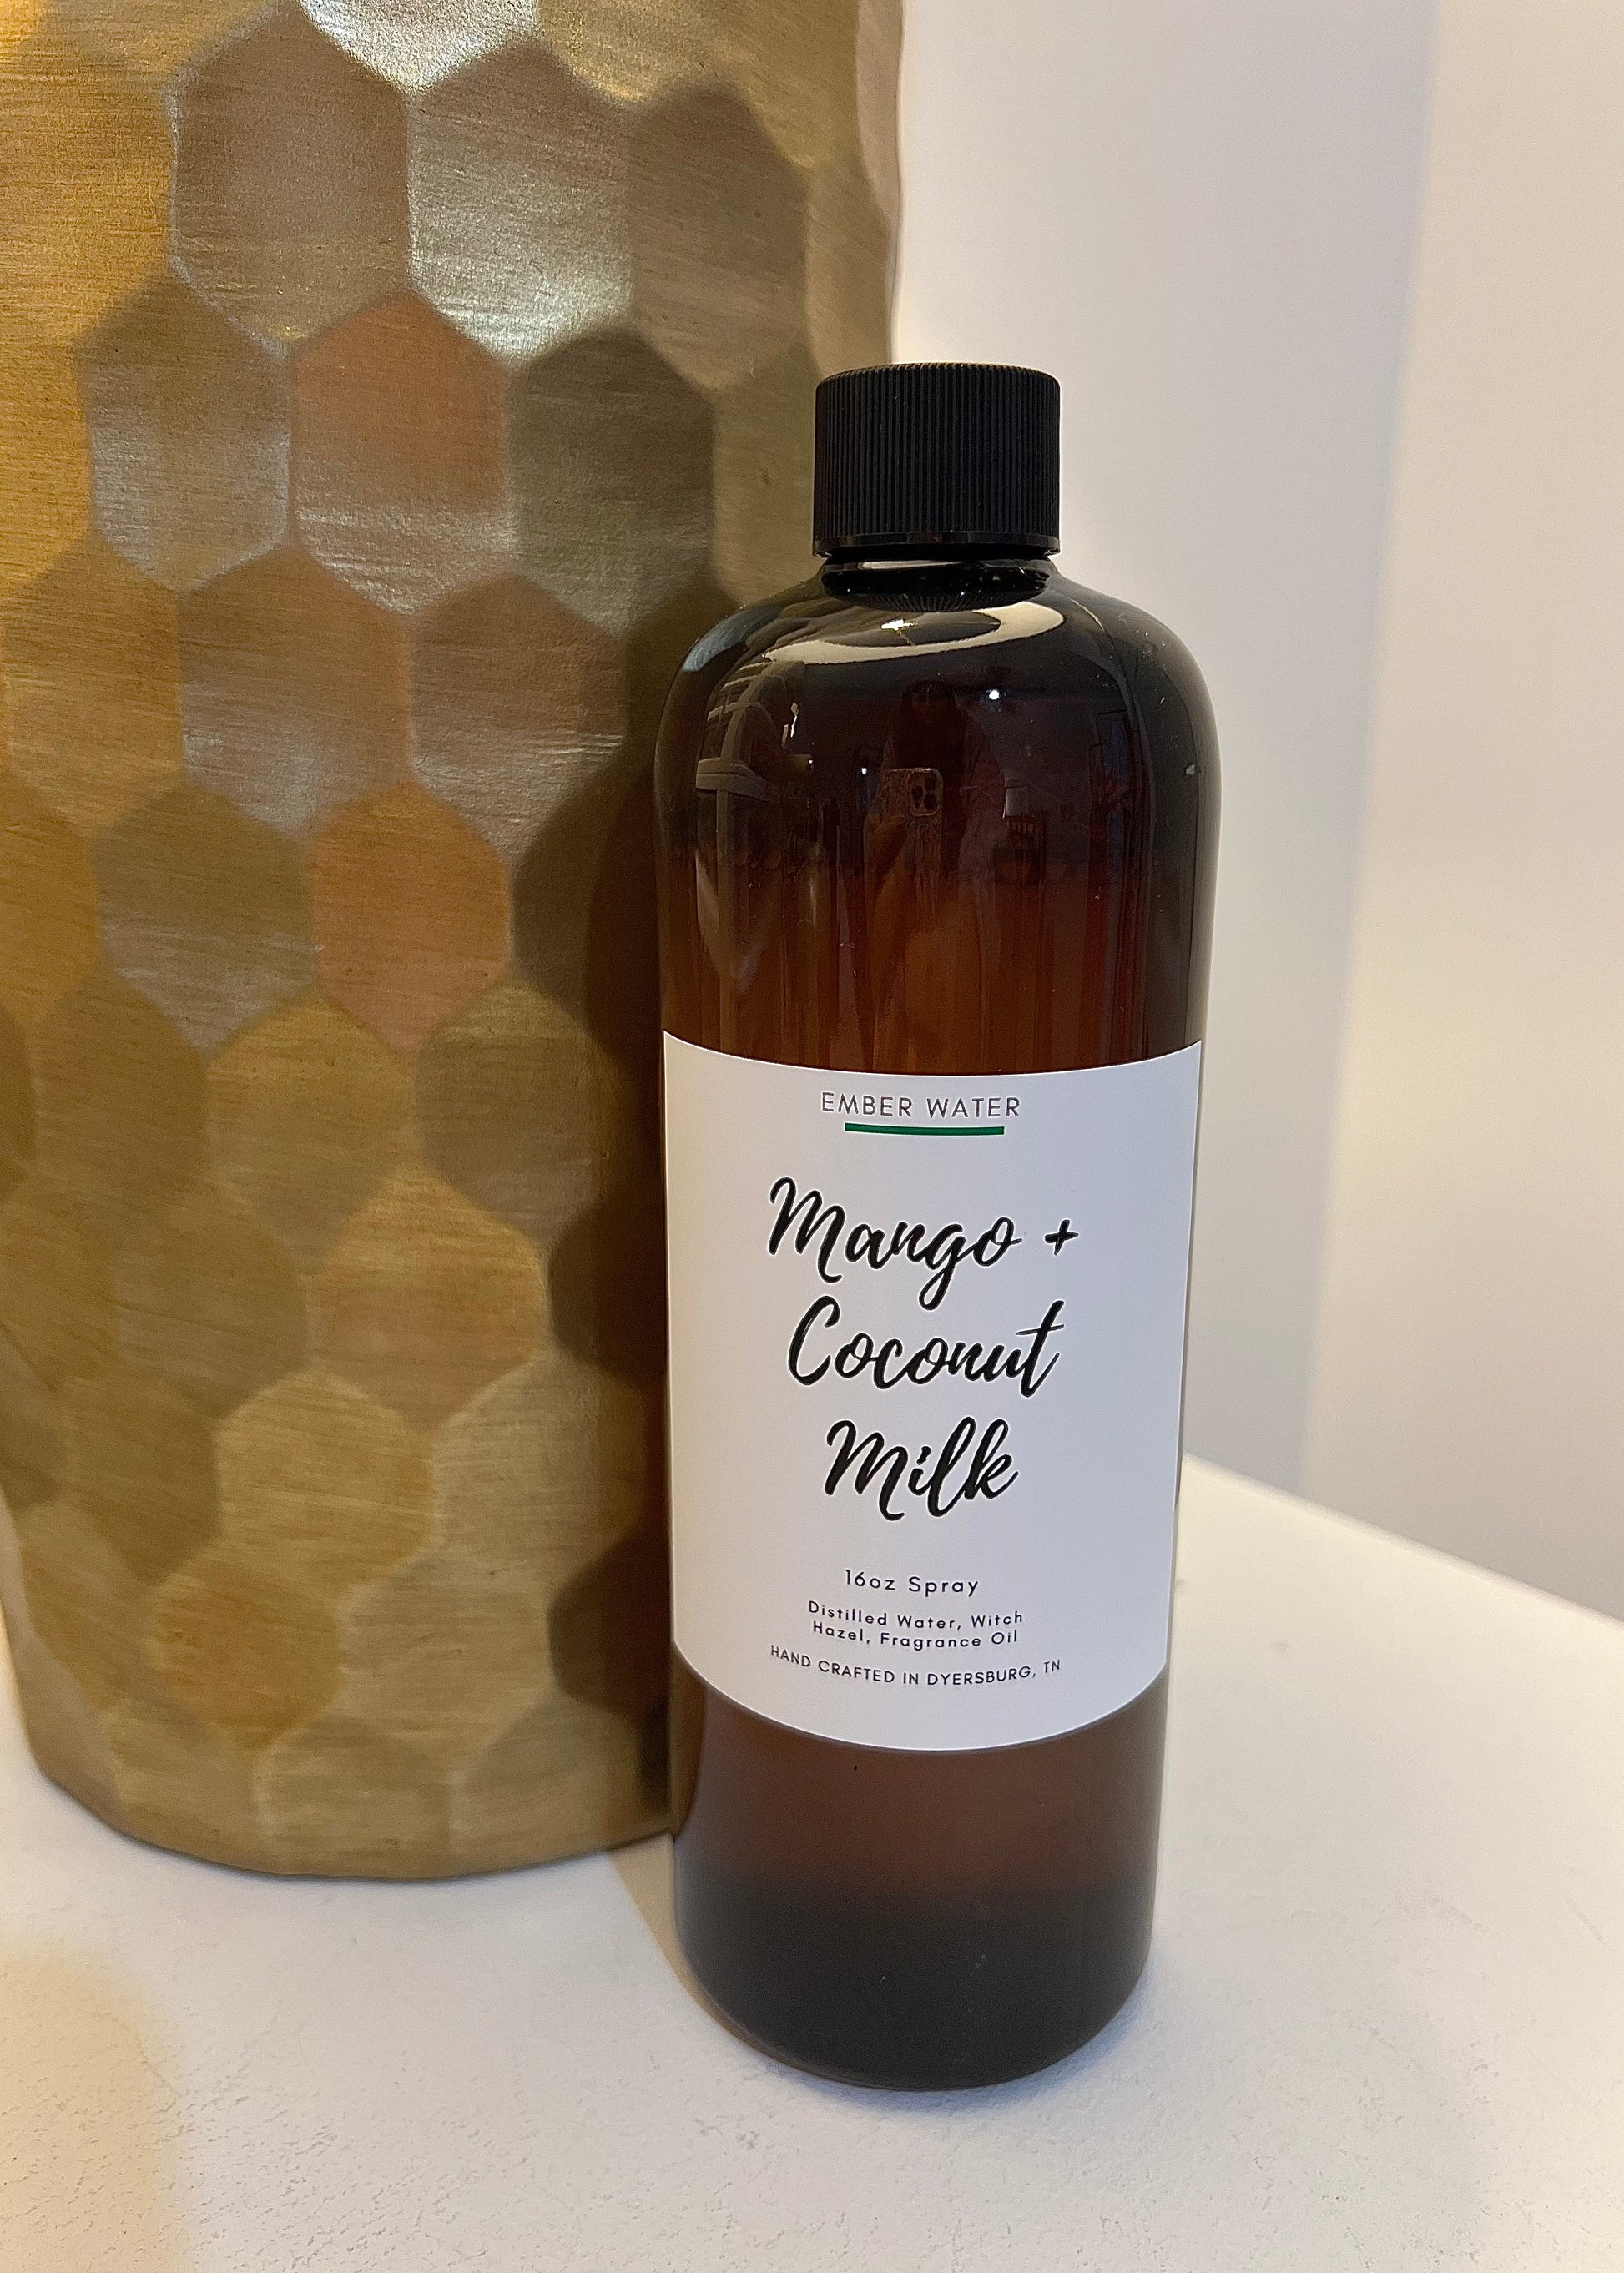 EMBER WATER
Mango +
Coconut
Milk
16oz Spray
Distilled Water, Witch
Hazel, Fragrance Oil
HAND CRAFTED IN DYERSBURG, TN